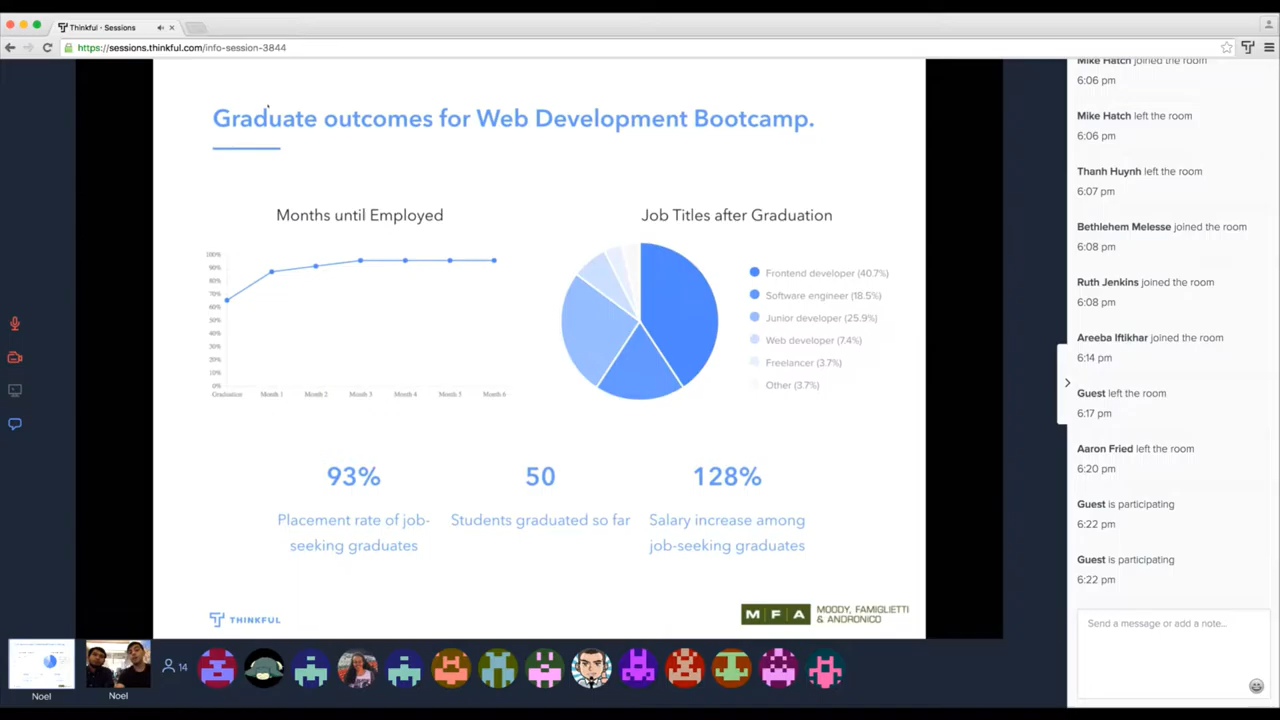 Thinkful - Sessions
https://sessions.thinkful.com/info-session-3844
Graduate outcomes for Web Development Bootcamp.
Months until Employed
100%
90%
80%
70%
60%
50%
40%
30%
20%
10%
0%
Graduation Month 1 Month 2 Month 3 Month 4 Month 5 Month 6
Job Titles after Graduation
Frontend developer (40.7%)
Software engineer (18.5%)
Junior developer (25.9%)
Web developer (7.4%)
Freelancer (3.7%)
Other (3.7%)
93%
Placement rate of job-
seeking graduates
50
Students graduated so far
128%
Salary increase among
job-seeking graduates
THINKFUL
MFA
MODDY, FAMIGLIETTI
& ANDRONICO
Mike Hatch joined the room
6:06 pm
Mike Hatch left the room
6:06 pm
Thanh Huynh left the room
6:07 pm
Bethlehem Melesse joined the room
6:08 pm
Ruth Jenkins joined the room
6:08 pm
Areeba Iftikhar joined the room
6:14 pm
Guest left the room
6:17 pm
Aaron Fried left the room
6:20 pm
Guest is participating
6:22 pm
Guest is participating
6:22 pm
Send a message or add a note...
Noel
Noel
14